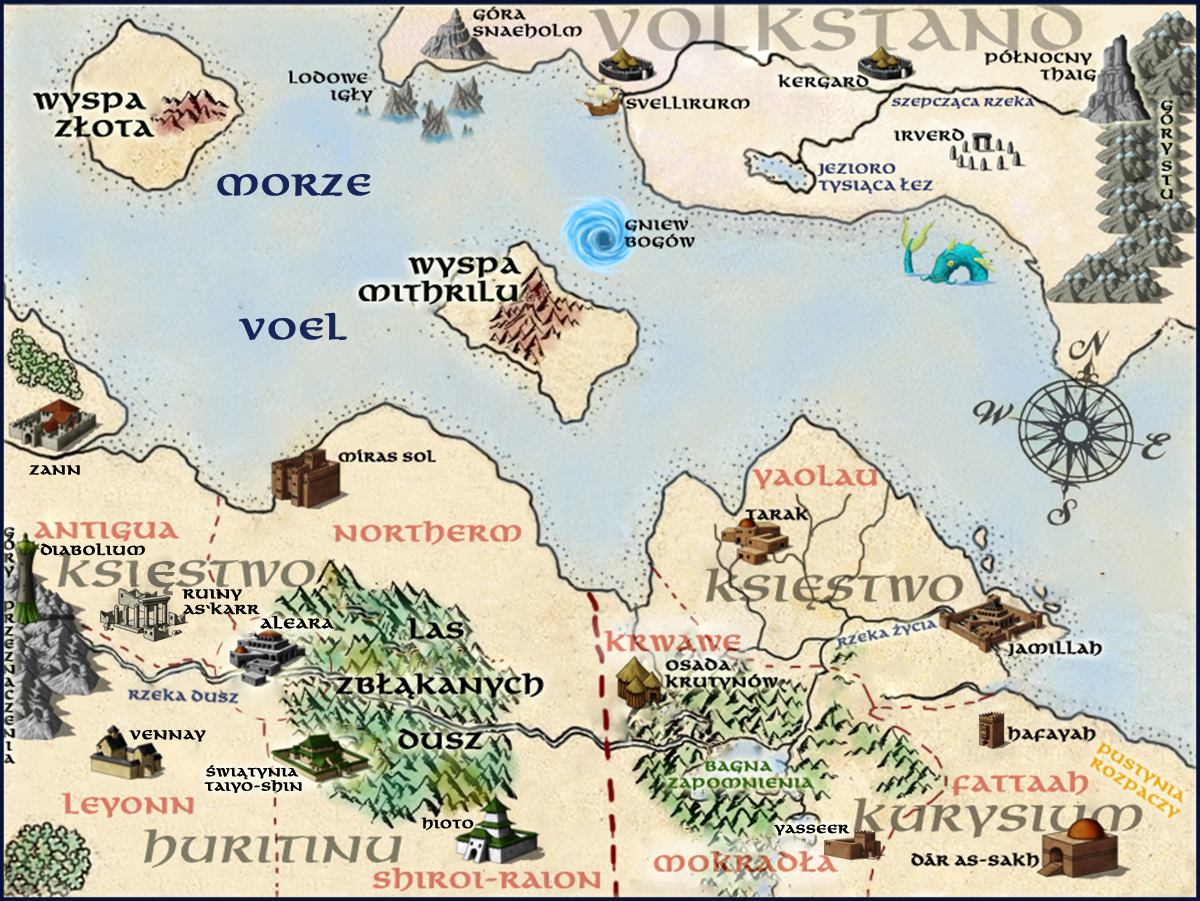 VOLKSTAND
GÓRA
SNAEHOLM
LODOWE
IGŁY
SVELLIRURM
KERGARD
PÓŁNOCNY
THAIG
SZEPCZĄCA RZEKA
IRVERD
GÓRY STU
JEZIORO
TYSIĄCA ŁEZ
WYSPA
ZŁOTA
MORZE
VOEL
GNIEW
BOGÓW
WYSPA
MITHRILU
N
W
E
S
ZANN
MÍRAS SOL
ANTIGUA
NORTHERM
YAOLAU
TARAK
GÓRY PRZEZNACZENIA
DIABOLIUM
KSIĘSTWO
KSIĘSTWO
RUINY
AS'KARR
ALEARA
LAS
ZBŁĄKANYCH
DUSZ
RZEKA DUSZ
KRWAWE
OSADA
KRUTYNÓW
RZEKA ŻYCIA
JAMILLAH
VENNAY
ŚWIĄTYNIA
TAIYO-SHIN
HAFAYAH
PUSTYNIA
ROZPACZY
BAGNA
ZAPOMNIENIA
FATTAAH
LEYONN
HIOTO
YASSEER
KURYSIUM
HURITINU
SHIROI-RAION
MOKRADŁA
DĀR AS-SAKH